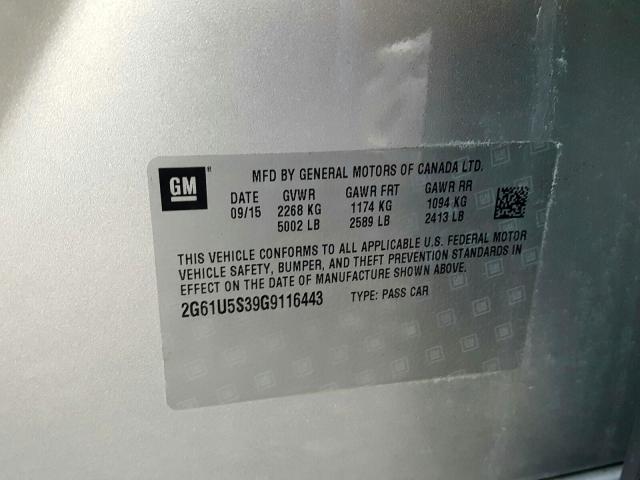 GM
MFD BY GENERAL MOTORS OF CANADA LTD.
DATE GVWR GAWR FRT GAWR RR
09/15 2268 KG 1174 KG 1094 KG
5002 LB 2589 LB 2413 LB
THIS VEHICLE CONFORMS TO ALL APPLICABLE U.S. FEDERAL MOTOR
VEHICLE SAFETY, BUMPER, AND THEFT PREVENTION STANDARDS IN
EFFECT ON THE DATE OF MANUFACTURE SHOWN ABOVE.
2G61U5S39G9116443 TYPE: PASS CAR